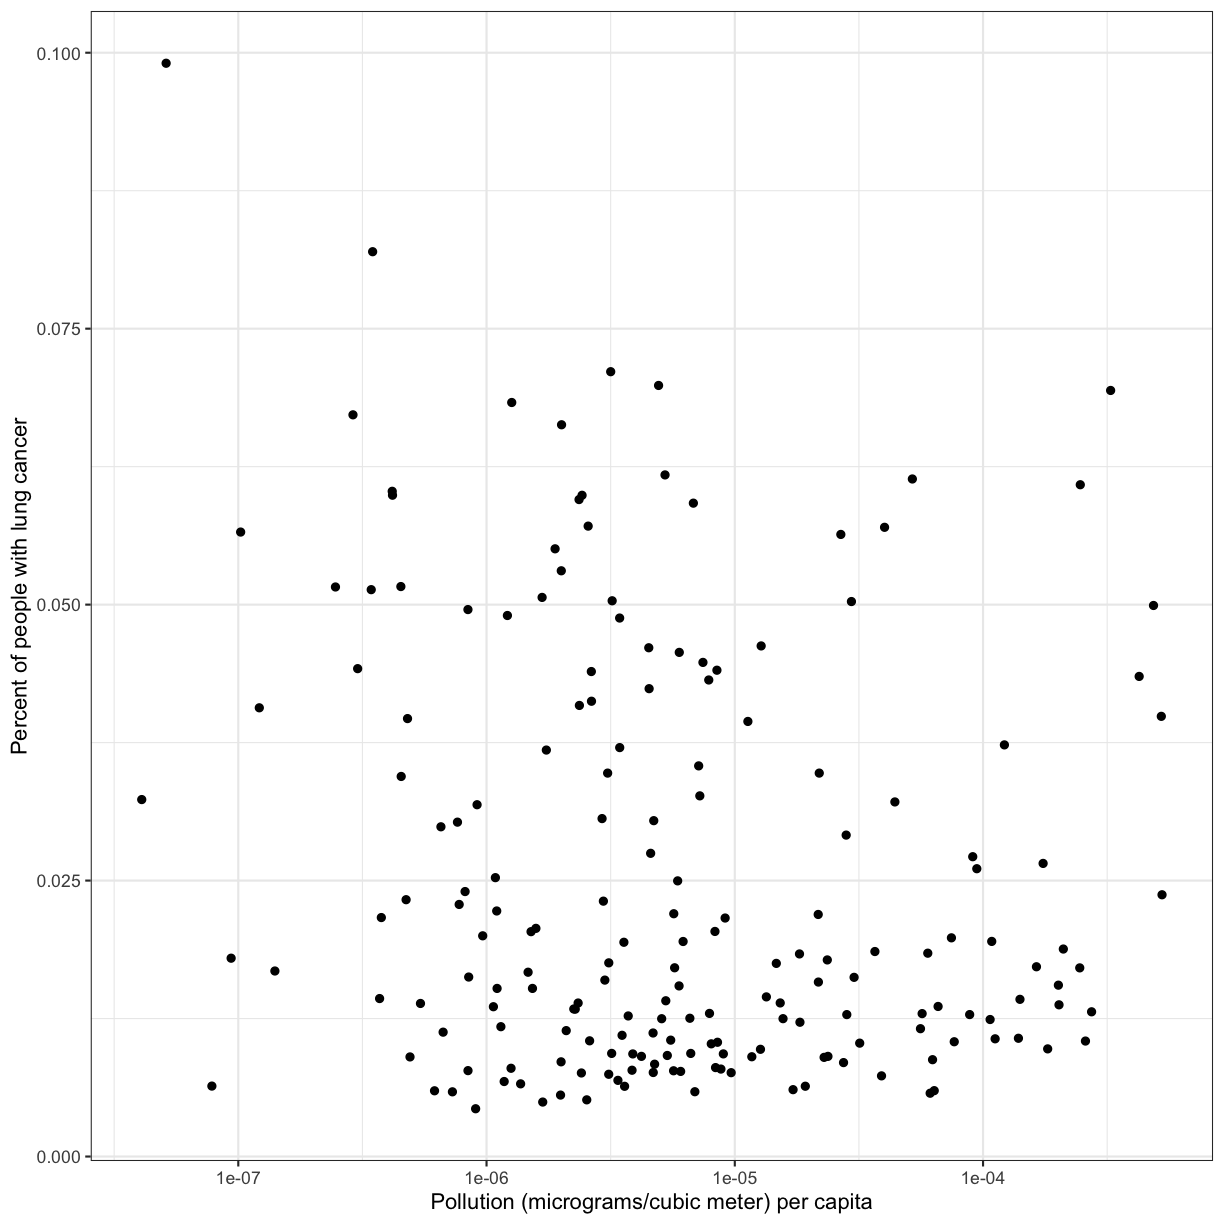 0.100
0.075
0.050
0.025
0.000
Percent of people with lung cancer
1e-07 1e-06 1e-05 1e-04
Pollution (micrograms/cubic meter) per capita